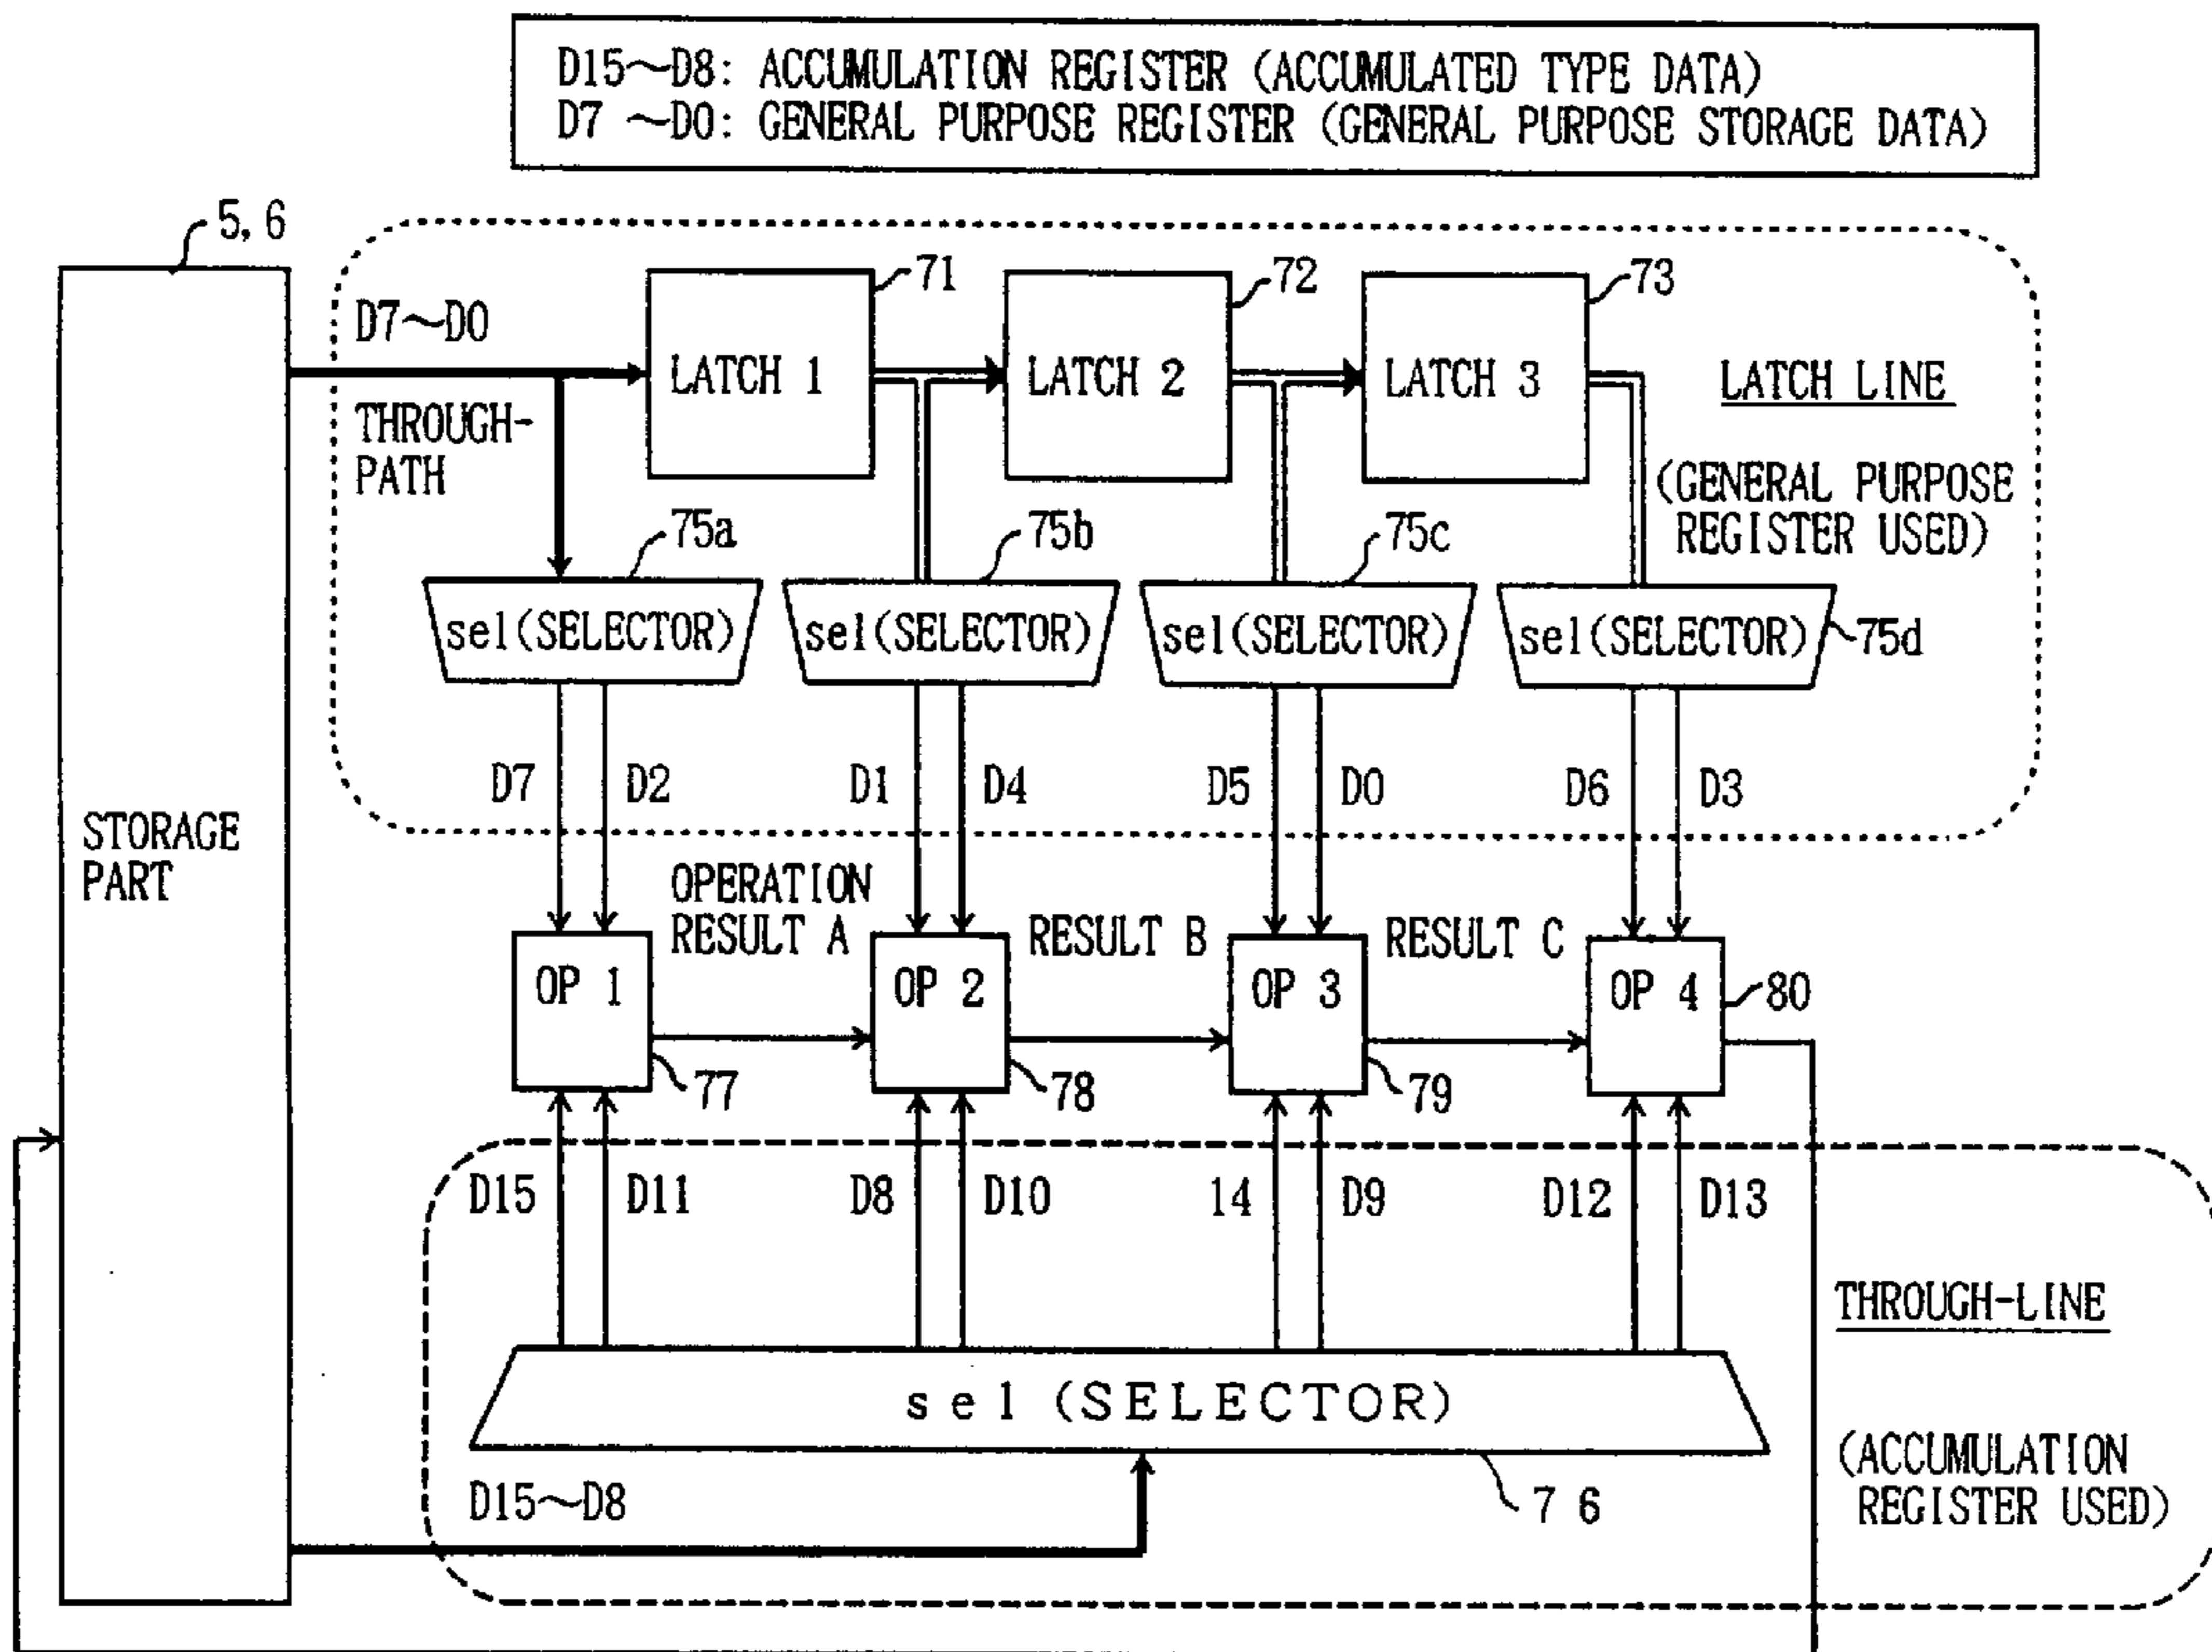 D15~D8: ACCUMULATION REGISTER (ACCUMULATED TYPE DATA)
D7 ~D0: GENERAL PURPOSE REGISTER (GENERAL PURPOSE STORAGE DATA)
5, 6
STORAGE
PART
D7~D0
THROUGH-
PATH
71
LATCH 1
72
LATCH 2
73
LATCH 3
LATCH LINE
(GENERAL PURPOSE
REGISTER USED)
75a
sel(SELECTOR)
75b
sel(SELECTOR)
75c
sel(SELECTOR)
sel(SELECTOR)
75d
D7
D2
D1
D4
D5
D0
D6
D3
OPERATION
RESULT A
RESULT B
RESULT C
OP 1
77
OP 2
78
OP 3
79
OP 4
80
D15
D11
D8
D10
14
D9
D12
D13
THROUGH-LINE
sel (SELECTOR)
76
D15~D8
(ACCUMULATION
REGISTER USED)